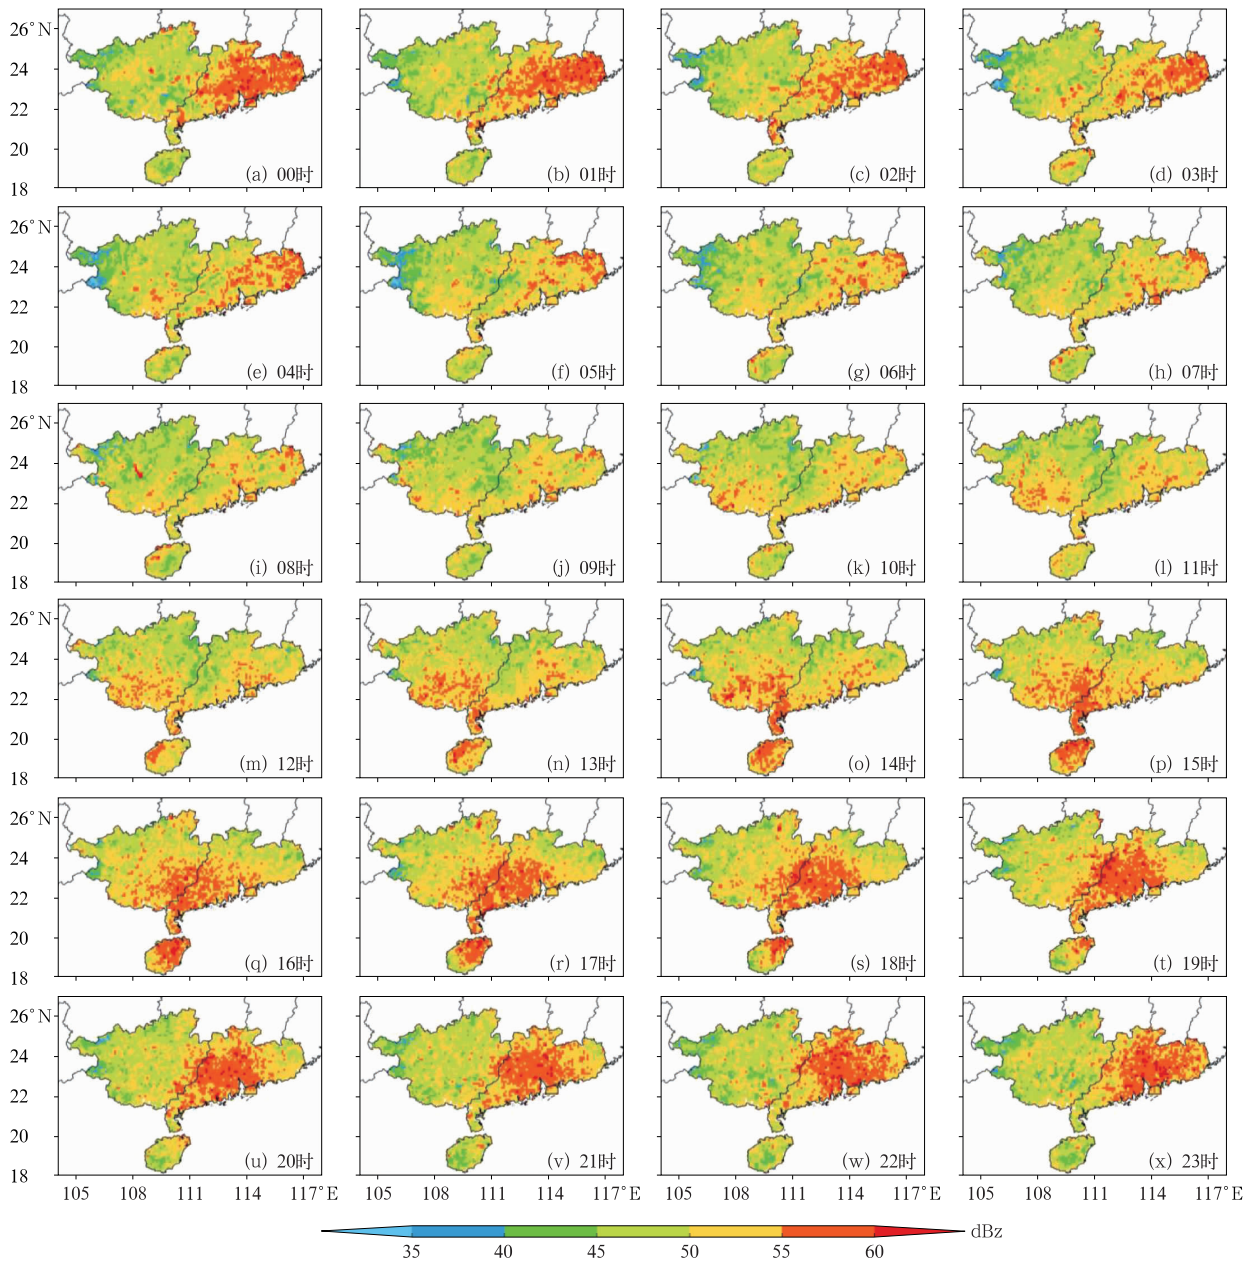 26°N
24
22
20
18
(a) 00时
(b) 01时
(c) 02时
(d) 03时
26°N
24
22
20
18
(e) 04时
(f) 05时
(g) 06时
(h) 07时
26°N
24
22
20
18
(i) 08时
(j) 09时
(k) 10时
(l) 11时
26°N
24
22
20
18
(m) 12时
(n) 13时
(o) 14时
(p) 15时
26°N
24
22
20
18
(q) 16时
(r) 17时
(s) 18时
(t) 19时
26°N
24
22
20
18
(u) 20时
(v) 21时
(w) 22时
(x) 23时
105 108 111 114 117°E
105 108 111 114 117°E
105 108 111 114 117°E
105 108 111 114 117°E
dBz
35 40 45 50 55 60